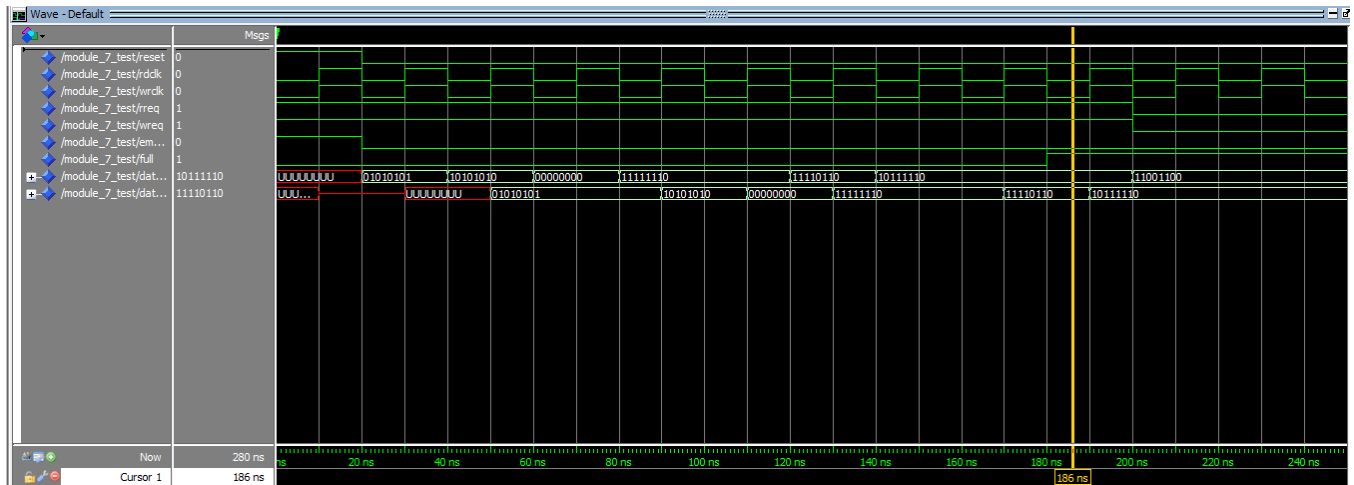 Wave - Default
Msgs
/module_7_test/reset 0
/module_7_test/rdclk 0
/module_7_test/wrclk 0
/module_7_test/rreq 1
/module_7_test/wreq 1
/module_7_test/em... 0
/module_7_test/full 1
/module_7_test/dat... 10111110 UUUUUUUU 01010101 10101010 00000000 11111110 11110110 10111110 11001100
/module_7_test/dat... 11110110 UUU... UUUUUUUU 01010101 10101010 00000000 11111110 11110110 10111110
Now 280 ns ns 20 ns 40 ns 60 ns 80 ns 100 ns 120 ns 140 ns 160 ns 180 ns 200 ns 220 ns 240 ns
Cursor 1 186 ns 186 ns